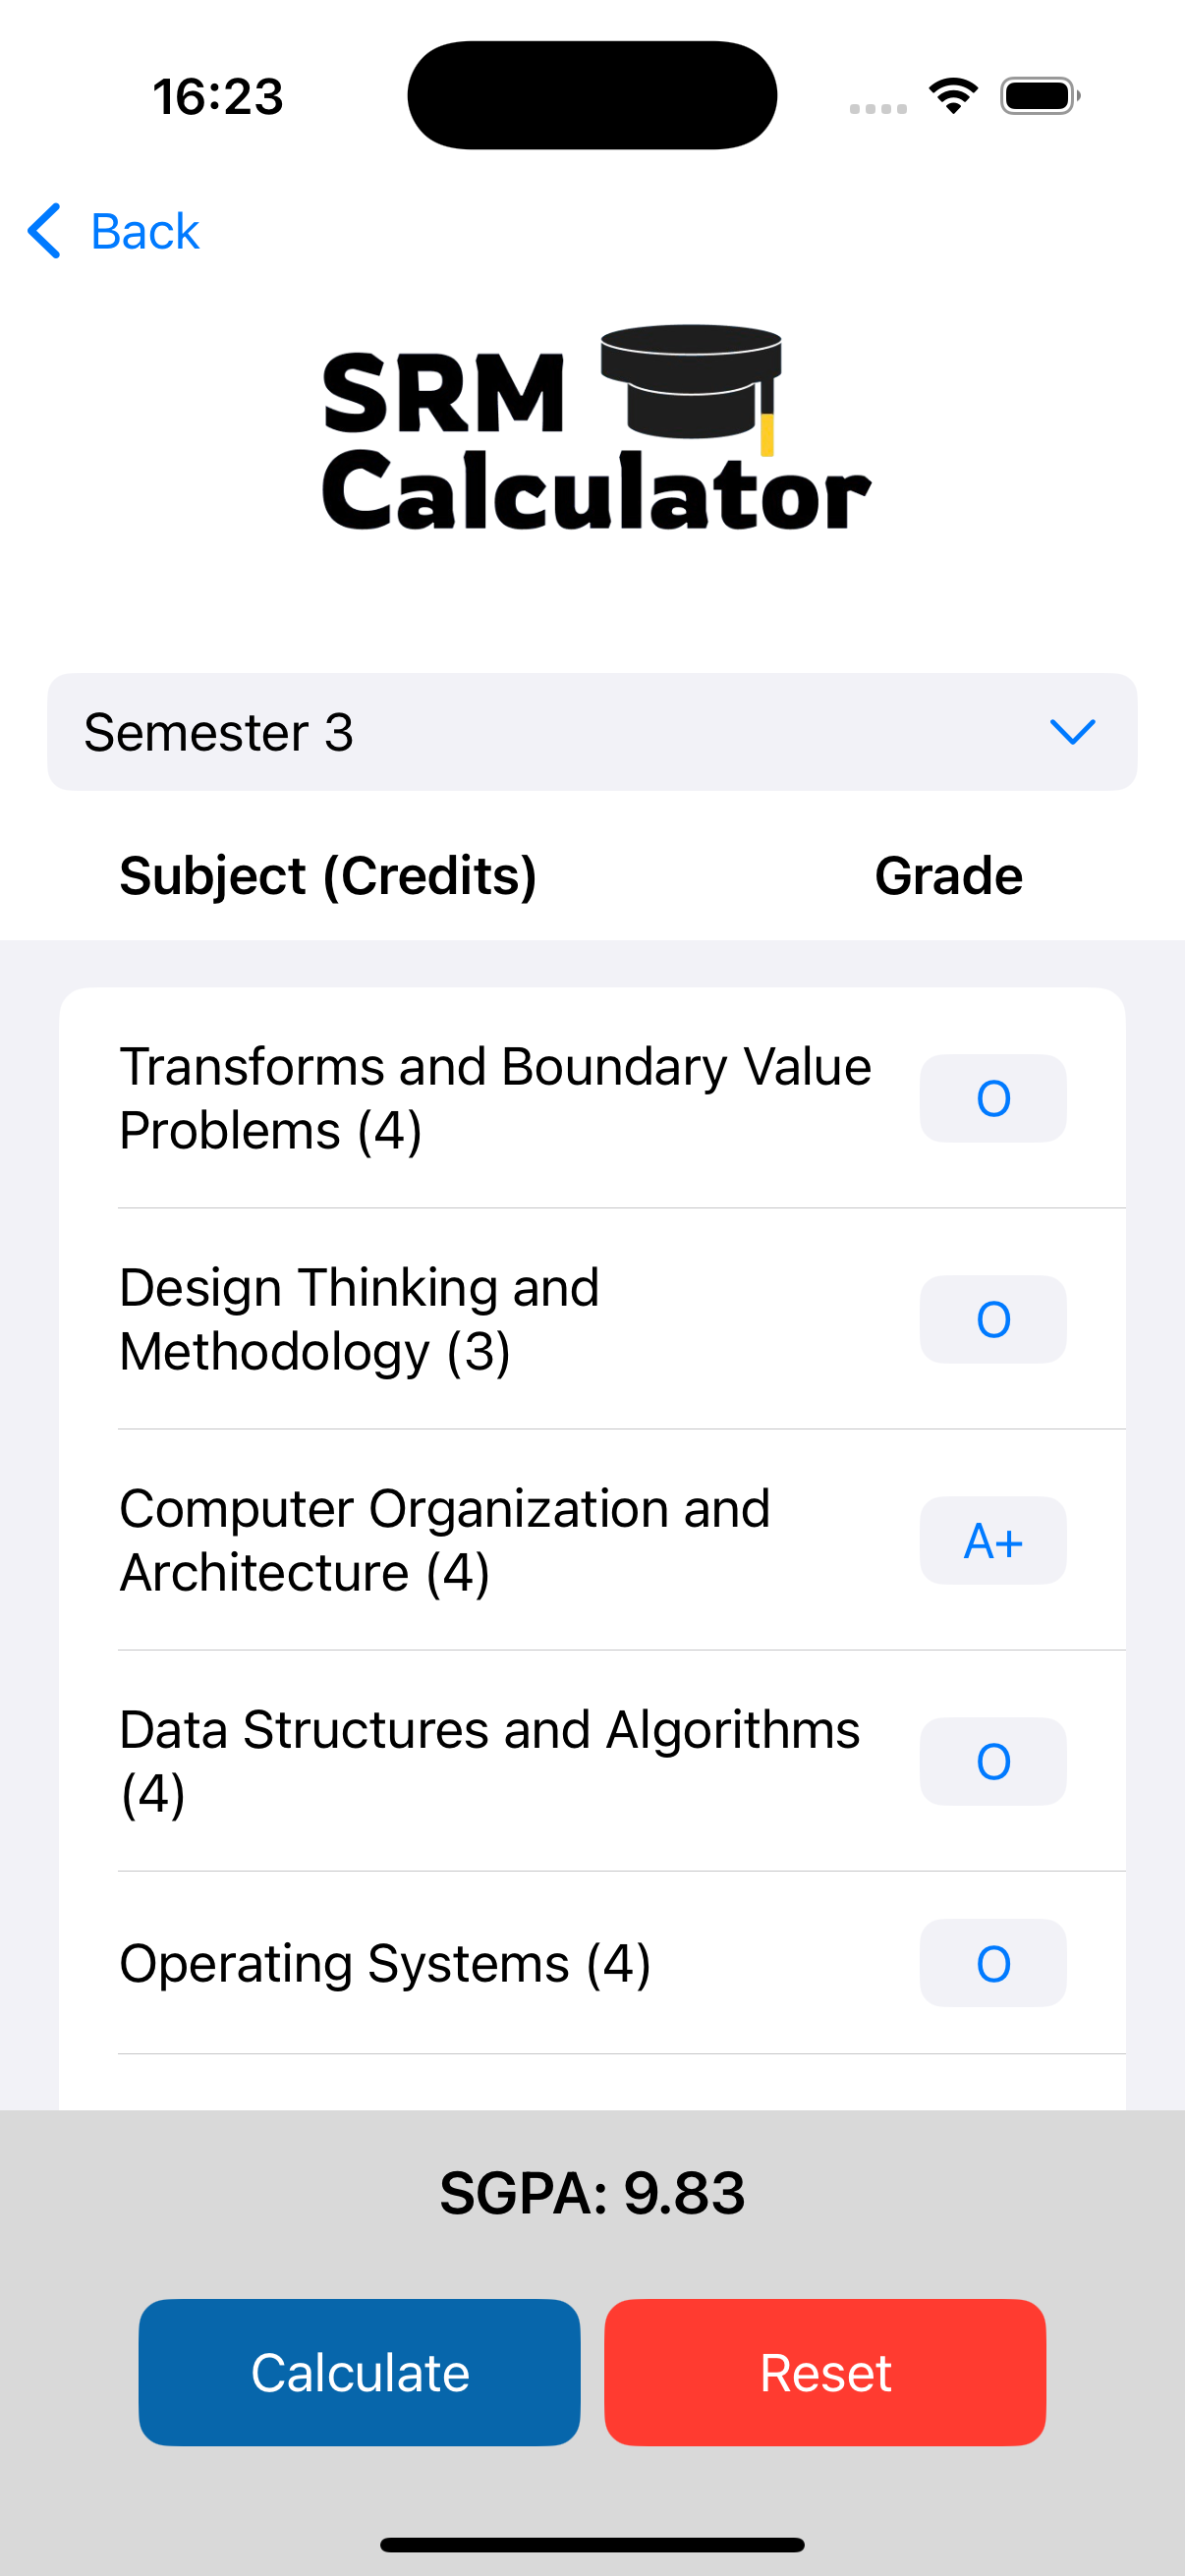 16:23
Back
SRM
Calculator
Semester 3
Subject (Credits) Grade
Transforms and Boundary Value
Problems (4)
O
Design Thinking and
Methodology (3)
O
Computer Organization and
Architecture (4)
A+
Data Structures and Algorithms
(4)
O
Operating Systems (4) O
SGPA: 9.83
Calculate Reset